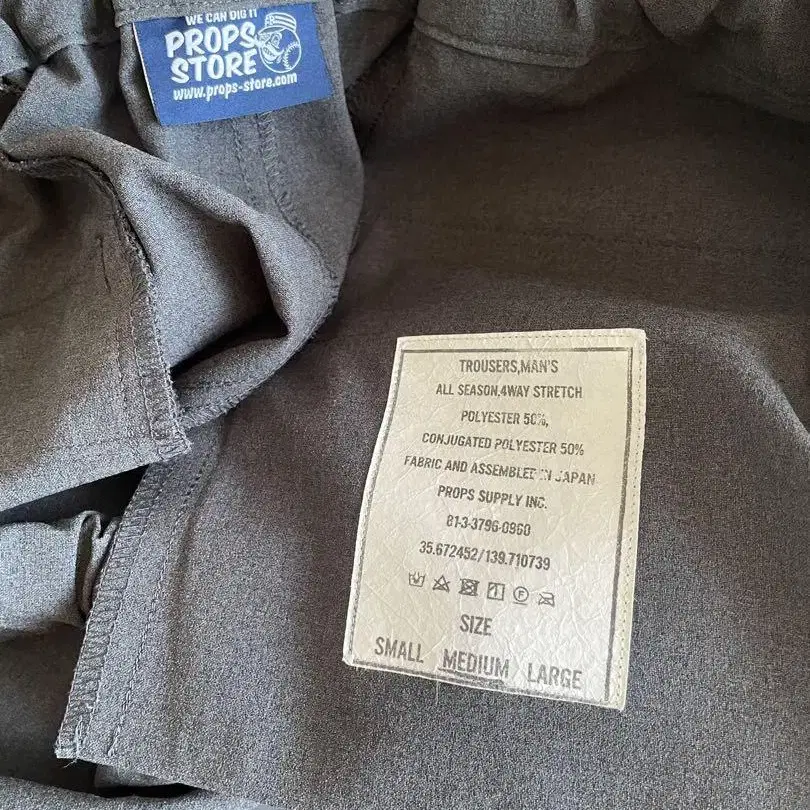 WE CAN DIG IT
PROPS
STORE
www.props-store.com
TROUSERS,MAN'S
ALL SEASON,4WAY STRETCH
POLYESTER 50%,
CONJUGATED POLYESTER 50%
FABRIC AND ASSEMBLED IN JAPAN
PROPS SUPPLY INC.
81-3-3796-0960
35.672452/139.710739
SIZE
SMALL MEDIUM LARGE